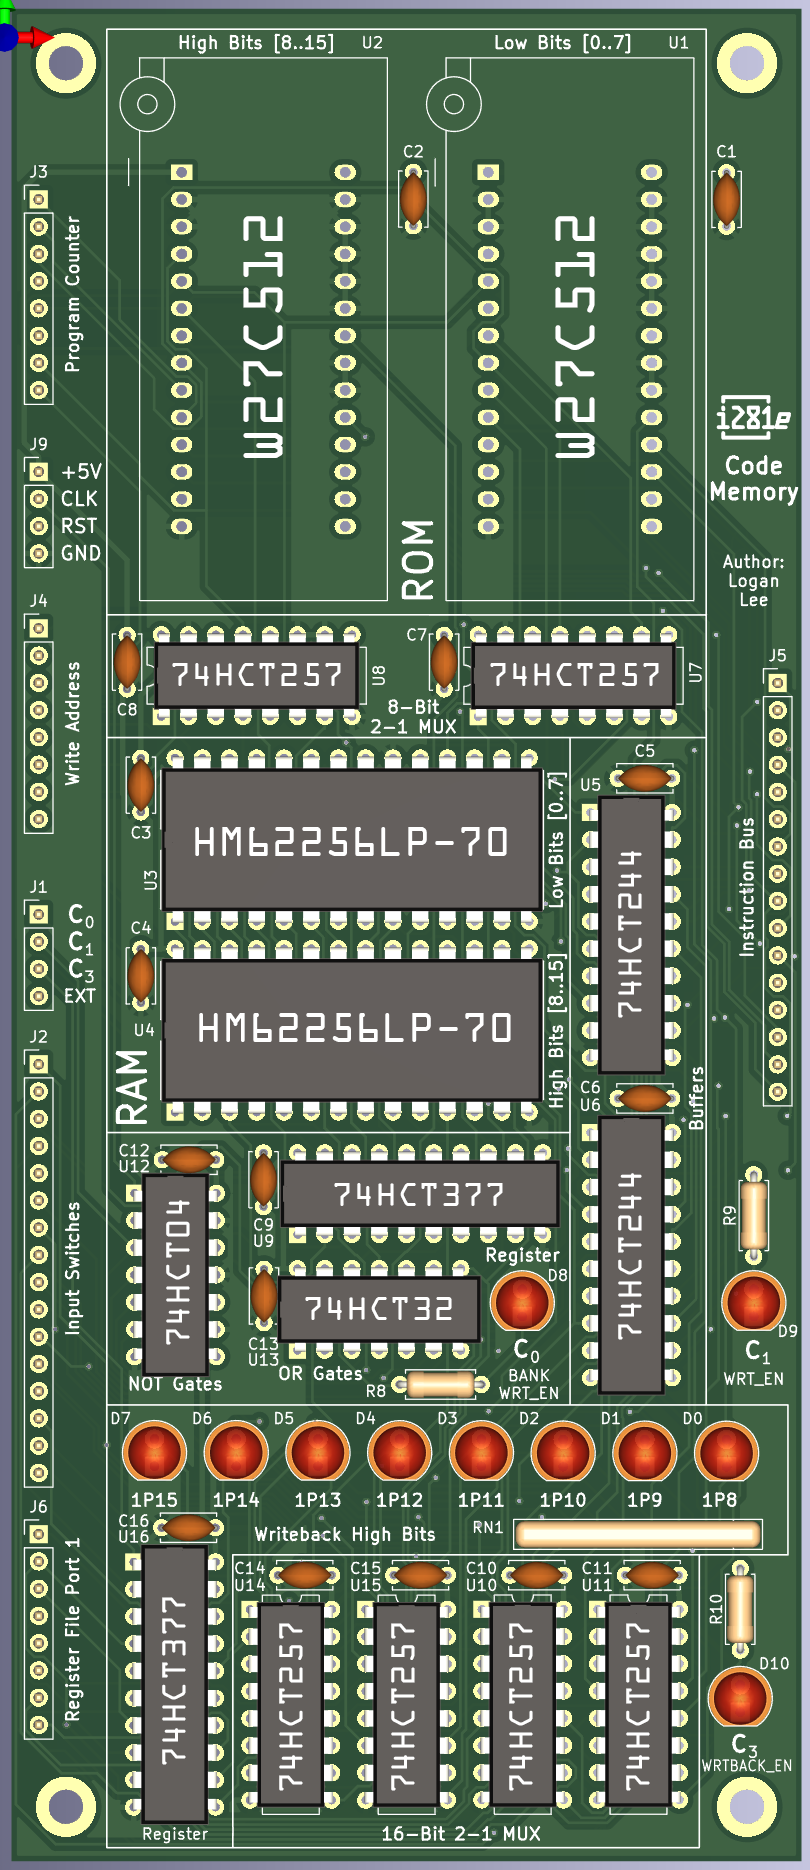 High Bits [8..15]
U2
Low Bits [0..7]
U1
C2
C1
J3
Program Counter
W27C512
W27C512
i281e
Code
Memory
J9
+5V
CLK
RST
GND
ROM
Author:
Logan
Lee
J4
Write Address
C8
74HCT257
U8
C7
74HCT257
U7
8-Bit
2-1 MUX
J5
Instruction Bus
C3
U3
HM62256LP-70
Low Bits [0..7]
C5
U5
74HCT244
J1
C0
C1
C3
EXT
C4
U4
HM62256LP-70
High Bits [8..15]
RAM
J2
Input Switches
C6
U6
Buffers
74HCT244
C12
U12
74HCT04
NOT Gates
C9
U9
74HCT377
Register
C13
U13
74HCT32
OR Gates
D8
C0
BANK
WRT_EN
R8
R9
D9
C1
WRT_EN
D7
D6
D5
D4
D3
D2
D1
D0
1P15
1P14
1P13
1P12
1P11
1P10
1P9
1P8
J6
Register File Port 1
C16
U16
Writeback High Bits
RN1
74HCT377
Register
C14
U14
74HCT257
C15
U15
74HCT257
C10
U10
74HCT257
C11
U11
74HCT257
16-Bit 2-1 MUX
R10
D10
C3
WRTBACK_EN